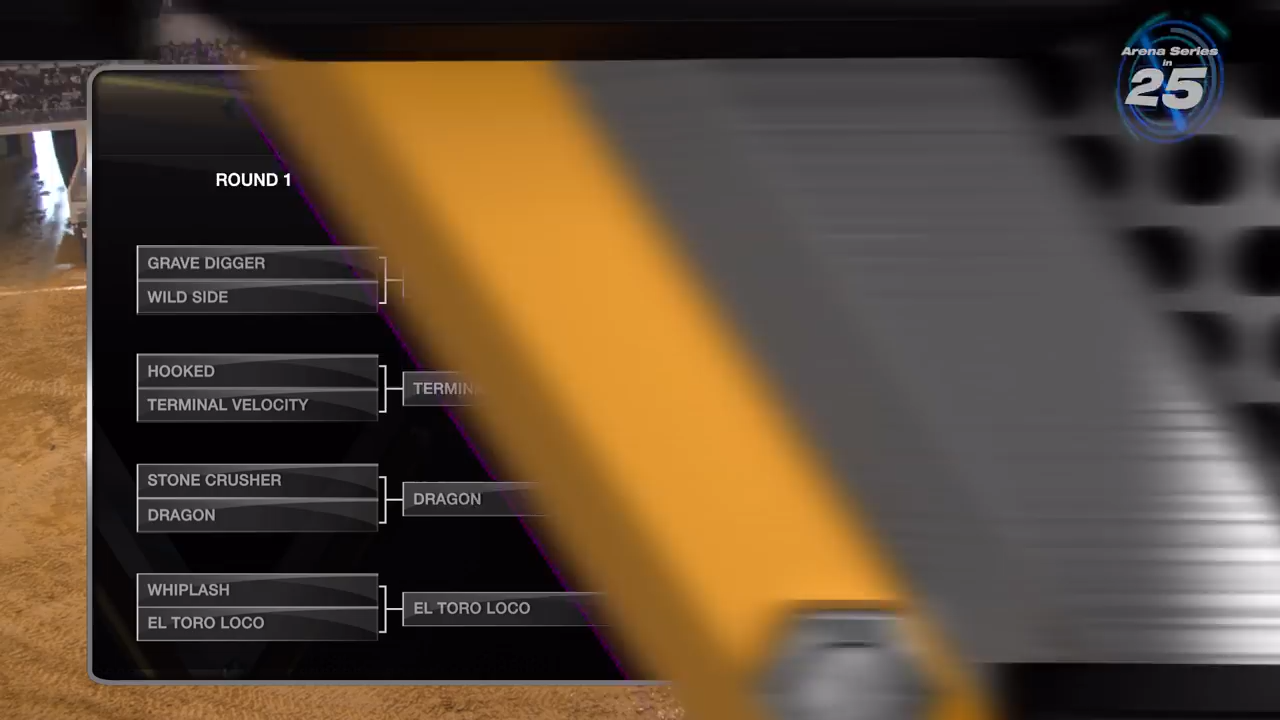 Arena Series
in
25
ROUND 1
GRAVE DIGGER
WILD SIDE
HOOKED
TERMINAL VELOCITY
STONE CRUSHER
DRAGON
WHIPLASH
EL TORO LOCO
DRAGON
EL TORO LOCO